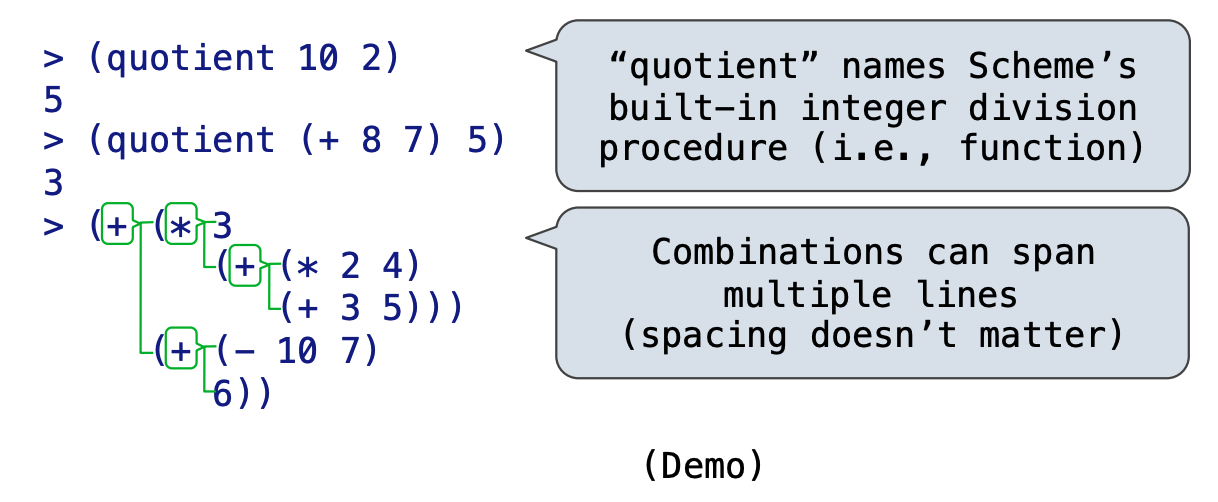 > (quotient 10 2)
5
> (quotient (+ 8 7) 5)
3
> (+ (* 3
(+ (* 2 4)
(+ 3 5)))
(+ (- 10 7)
6))
“quotient” names Scheme’s
built-in integer division
procedure (i.e., function)
Combinations can span
multiple lines
(spacing doesn’t matter)
(Demo)